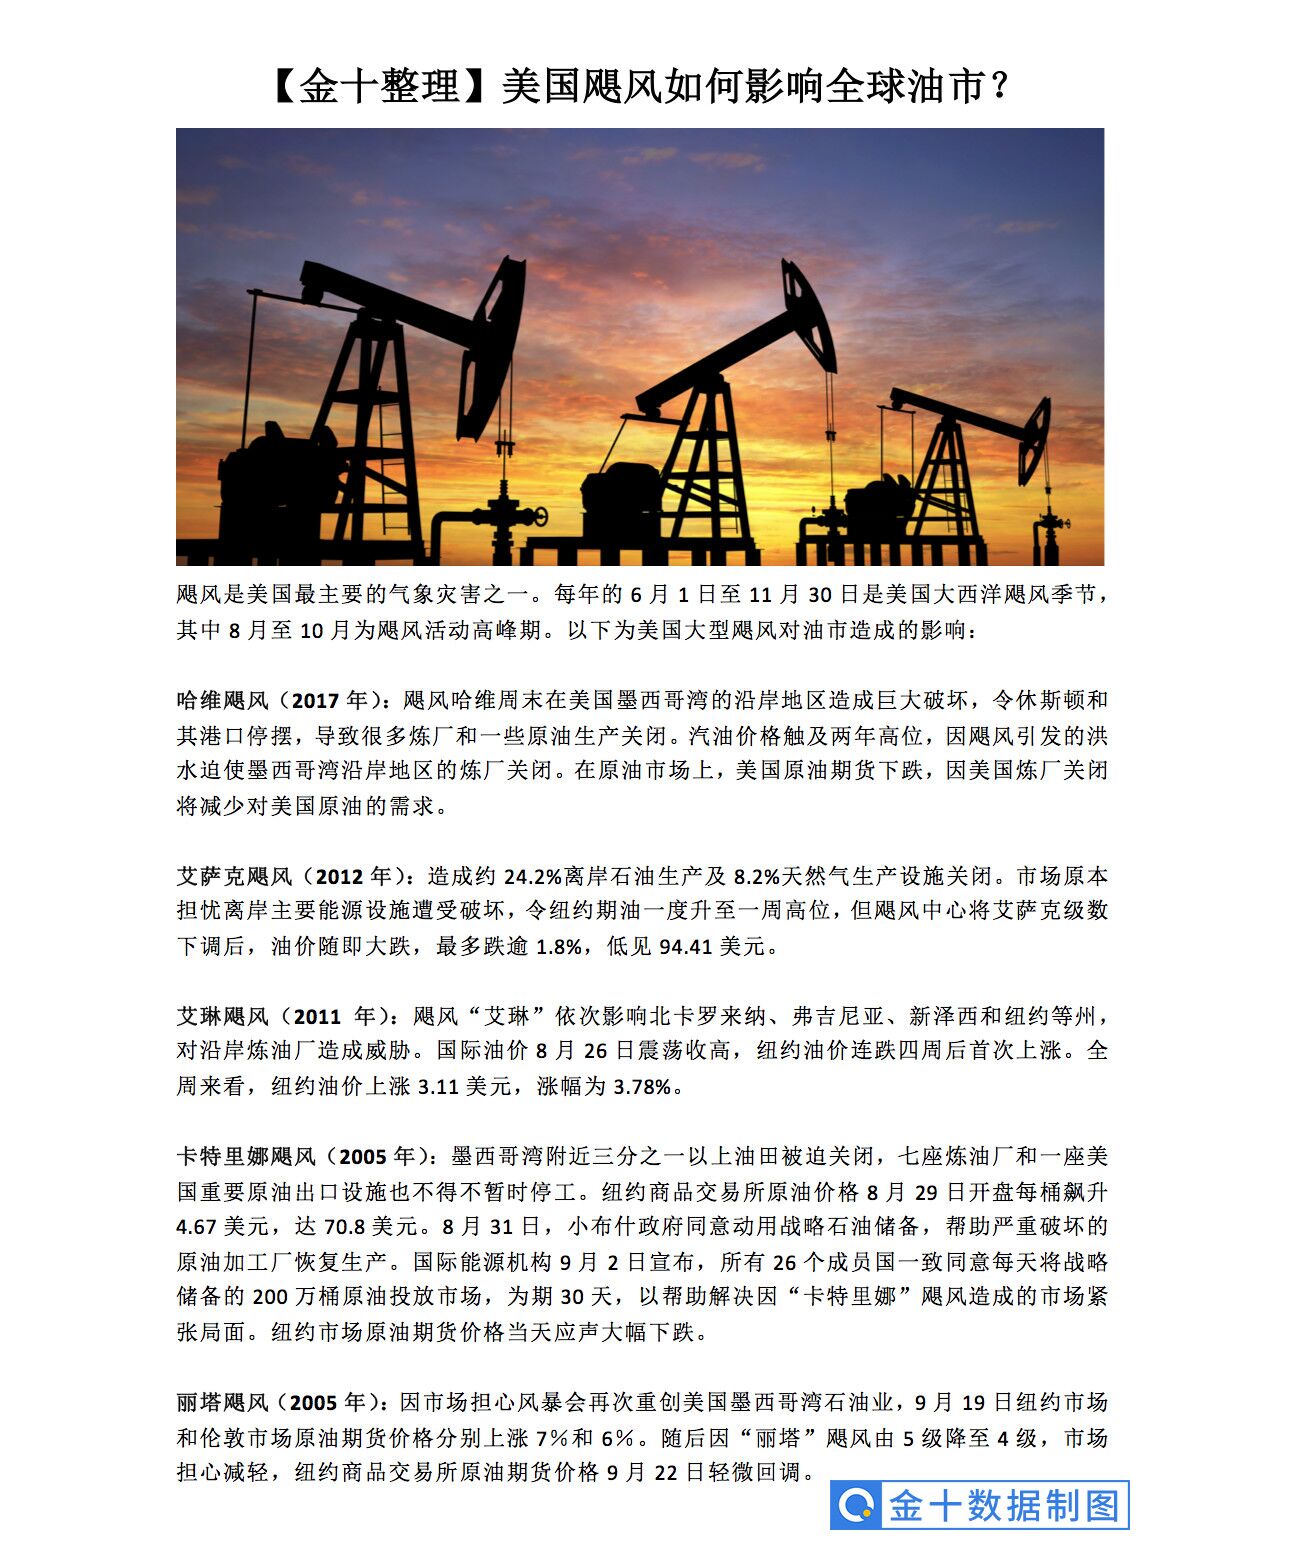 【金十整理】美国飓风如何影响全球油市？
飓风是美国最主要的气象灾害之一。每年的 6 月 1 日至 11 月 30 日是美国大西洋飓风季节，
其中 8 月至 10 月为飓风活动高峰期。以下为美国大型飓风对油市造成的影响：
哈维飓风（2017 年）：飓风哈维周末在美国墨西哥湾的沿岸地区造成巨大破坏，令休斯顿和
其港口停摆，导致很多炼厂和一些原油生产关闭。汽油价格触及两年高位，因飓风引发的洪
水迫使墨西哥湾沿岸地区的炼厂关闭。在原油市场上，美国原油期货下跌，因美国炼厂关闭
将减少对美国原油的需求。
艾萨克飓风（2012 年）：造成约 24.2%离岸石油生产及 8.2%天然气生产设施关闭。市场原本
担忧离岸主要能源设施遭受破坏，令纽约期油一度升至一周高位，但飓风中心将艾萨克级数
下调后，油价随即大跌，最多跌逾 1.8%，低见 94.41 美元。
艾琳飓风（2011 年）：飓风“艾琳”依次影响北卡罗来纳、弗吉尼亚、新泽西和纽约等州，
对沿岸炼油厂造成威胁。国际油价 8 月 26 日震荡收高，纽约油价连跌四周后首次上涨。全
周来看，纽约油价上涨 3.11 美元，涨幅为 3.78%。
卡特里娜飓风（2005 年）：墨西哥湾附近三分之一以上油田被迫关闭，七座炼油厂和一座美
国重要原油出口设施也不得不暂时停工。纽约商品交易所原油价格 8 月 29 日开盘每桶飙升
4.67 美元，达 70.8 美元。8 月 31 日，小布什政府同意动用战略石油储备，帮助严重破坏的
原油加工厂恢复生产。国际能源机构 9 月 2 日宣布，所有 26 个成员国一致同意每天将战略
储备的 200 万桶原油投放市场，为期 30 天，以帮助解决因“卡特里娜”飓风造成的市场紧
张局面。纽约市场原油期货价格当天应声大幅下跌。
丽塔飓风（2005 年）：因市场担心风暴会再次重创美国墨西哥湾石油业，9 月 19 日纽约市场
和伦敦市场原油期货价格分别上涨 7％和 6％。随后因“丽塔”飓风由 5 级降至 4 级，市场
担心减轻，纽约商品交易所原油期货价格 9 月 22 日轻微回调。
金十数据制图